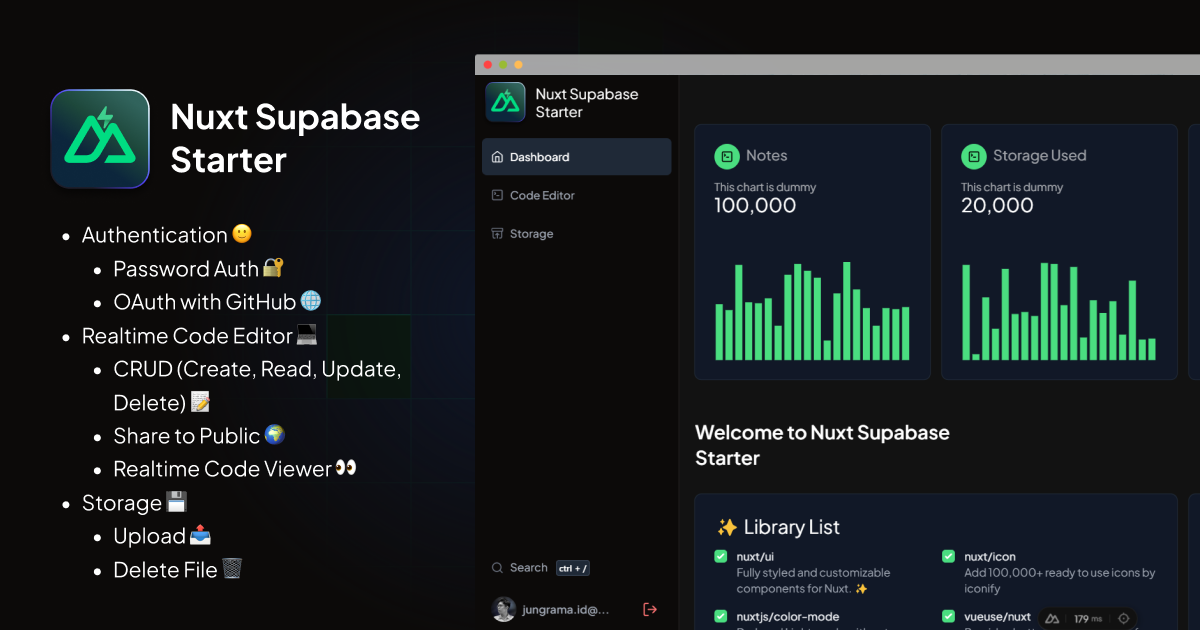 Nuxt Supabase
Starter
Authentication 🙂
Password Auth 🔐
OAuth with GitHub 🌐
Realtime Code Editor 💻
CRUD (Create, Read, Update,
Delete) 📝
Share to Public 🌍
Realtime Code Viewer 👀
Storage 💾
Upload 📤
Delete File 🗑️
Nuxt Supabase
Starter
Dashboard
Code Editor
Storage
Search ctrl + /
jungrama.id@...
Notes
This chart is dummy
100,000
Storage Used
This chart is dummy
20,000
Welcome to Nuxt Supabase
Starter
✨ Library List
nuxt/ui
Fully styled and customizable
components for Nuxt. ✨
nuxtjs/color-mode
nuxt/icon
Add 100,000+ ready to use icons by
iconify
vueuse/nuxt
179 ms